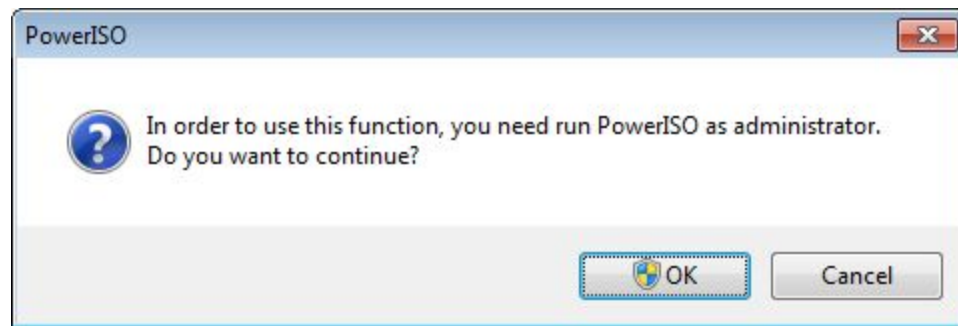 PowerISO
In order to use this function, you need run PowerISO as administrator.
Do you want to continue?
OK
Cancel